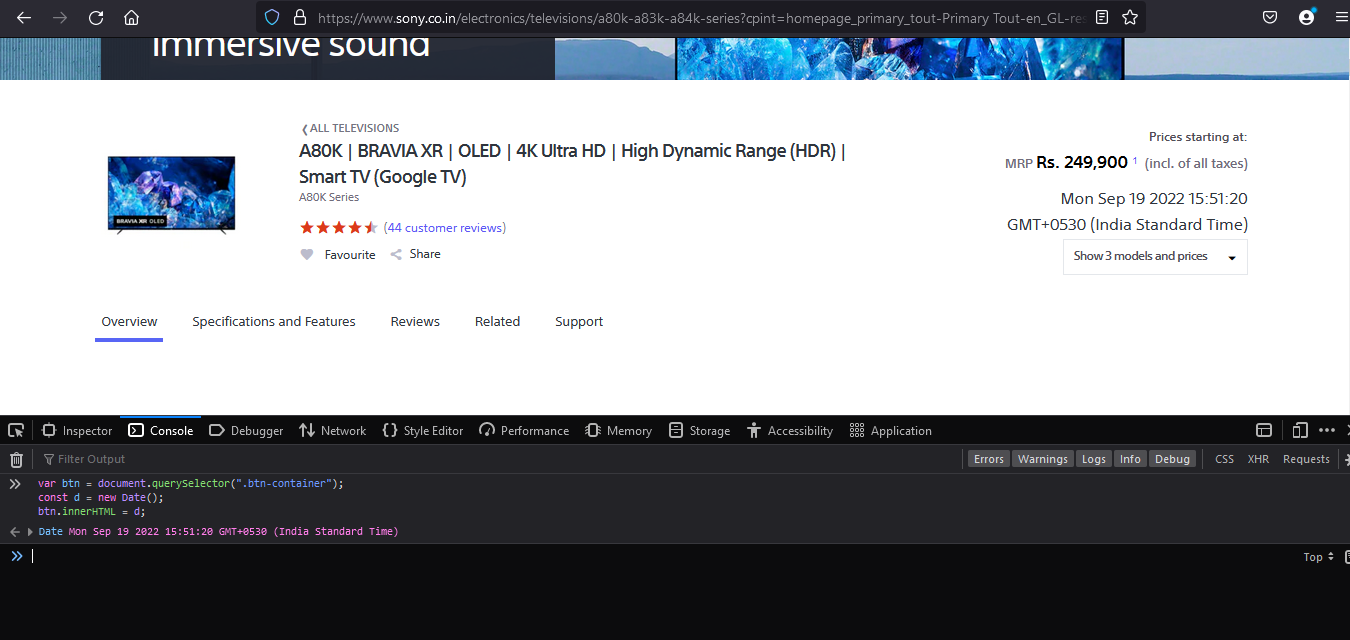 https://www.sony.co.in/electronics/televisions/a80k-a83k-a84k-series?cpint=homepage_primary_tout-Primary Tout-en_GL-res
immersive sound
ALL TELEVISIONS
A80K | BRAVIA XR | OLED | 4K Ultra HD | High Dynamic Range (HDR) |
Smart TV (Google TV)
A80K Series
(44 customer reviews)
Favourite Share
BRAVIA XR OLED
Prices starting at:
MRP Rs. 249,900 1 (incl. of all taxes)
Mon Sep 19 2022 15:51:20
GMT+0530 (India Standard Time)
Show 3 models and prices
Overview Specifications and Features Reviews Related Support
Inspector Console Debugger Network Style Editor Performance Memory Storage Accessibility Application
Filter Output Errors Warnings Logs Info Debug CSS XHR Requests
var btn = document.querySelector(".btn-container");
const d = new Date();
btn.innerHTML = d;
Date Mon Sep 19 2022 15:51:20 GMT+0530 (India Standard Time)
Top